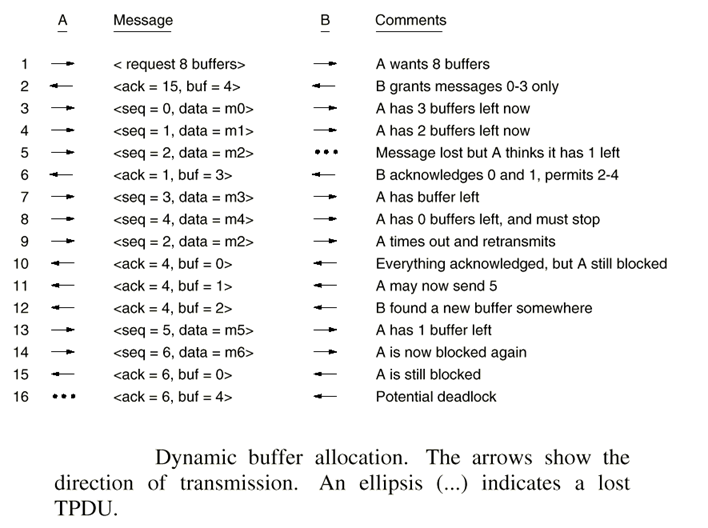 A Message B Comments
1 < request 8 buffers> A wants 8 buffers
2 <ack = 15, buf = 4> B grants messages 0-3 only
3 <seq = 0, data = m0> A has 3 buffers left now
4 <seq = 1, data = m1> A has 2 buffers left now
5 <seq = 2, data = m2> ••• Message lost but A thinks it has 1 left
6 <ack = 1, buf = 3> B acknowledges 0 and 1, permits 2-4
7 <seq = 3, data = m3> A has buffer left
8 <seq = 4, data = m4> A has 0 buffers left, and must stop
9 <seq = 2, data = m2> A times out and retransmits
10 <ack = 4, buf = 0> Everything acknowledged, but A still blocked
11 <ack = 4, buf = 1> A may now send 5
12 <ack = 4, buf = 2> B found a new buffer somewhere
13 <seq = 5, data = m5> A has 1 buffer left
14 <seq = 6, data = m6> A is now blocked again
15 <ack = 6, buf = 0> A is still blocked
16 ••• <ack = 6, buf = 4> Potential deadlock
Dynamic buffer allocation. The arrows show the
direction of transmission. An ellipsis (...) indicates a lost
TPDU.